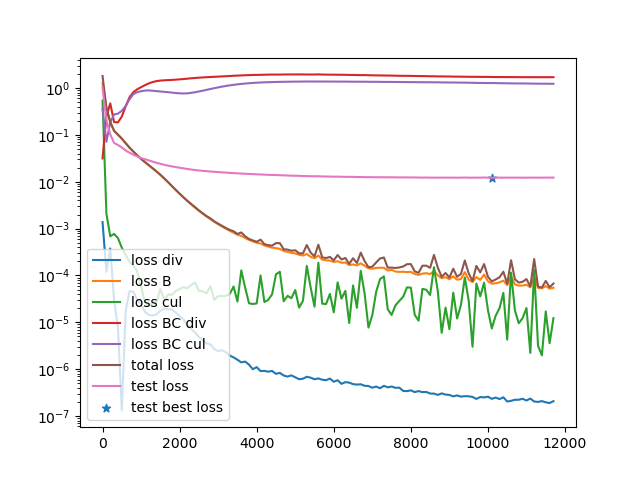 10⁰
10⁻¹
10⁻²
10⁻³
10⁻⁴
10⁻⁵
10⁻⁶
10⁻⁷
loss div
loss B
loss cul
loss BC div
loss BC cul
total loss
test loss
test best loss
0 2000 4000 6000 8000 10000 12000